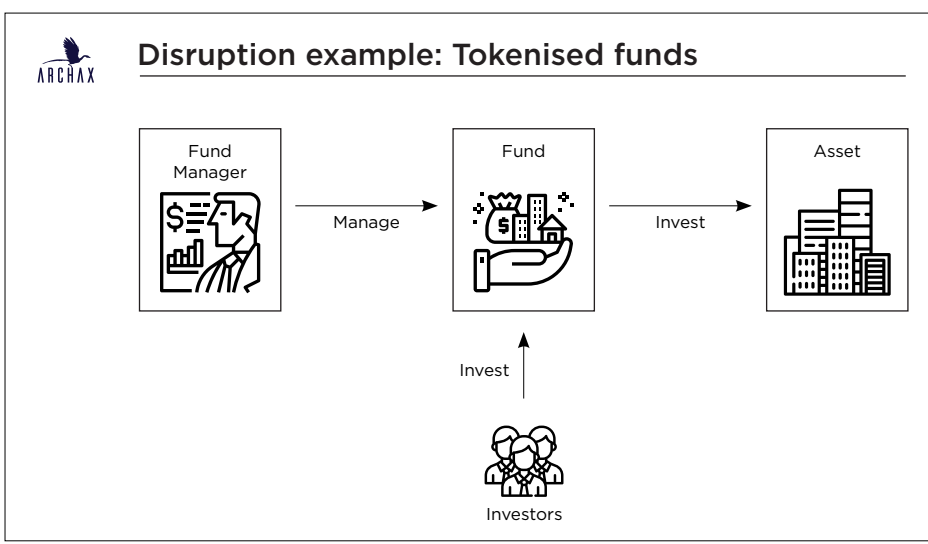 ARCHAX
Disruption example: Tokenised funds
Fund
Manager
$
Manage
Fund
$
Invest
Asset
Invest
Investors